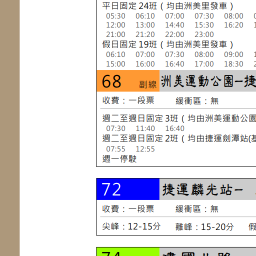 平日固定24班（均由洲美里發車）
05:30 06:10 07:00 07:30 08:00
12:00 13:00 14:40 15:30 16:20
21:00 21:20 22:00 23:00
假日固定19班（均由洲美里發車）
06:10 07:00 07:30 08:00 09:00
15:00 16:00 16:40 17:00 18:30
68 副線 洲美運動公園－捷
收費：一段票 緩衝區：無
週二至週日固定3班（均由洲美運動公園
07:30 11:40 16:40
週二至週日固定2班（均由捷運劍潭站(基
07:55 12:55
週一停駛
72 捷運麟光站－
收費：一段票 緩衝區：無
尖峰：12-15分 離峰：15-20分 假